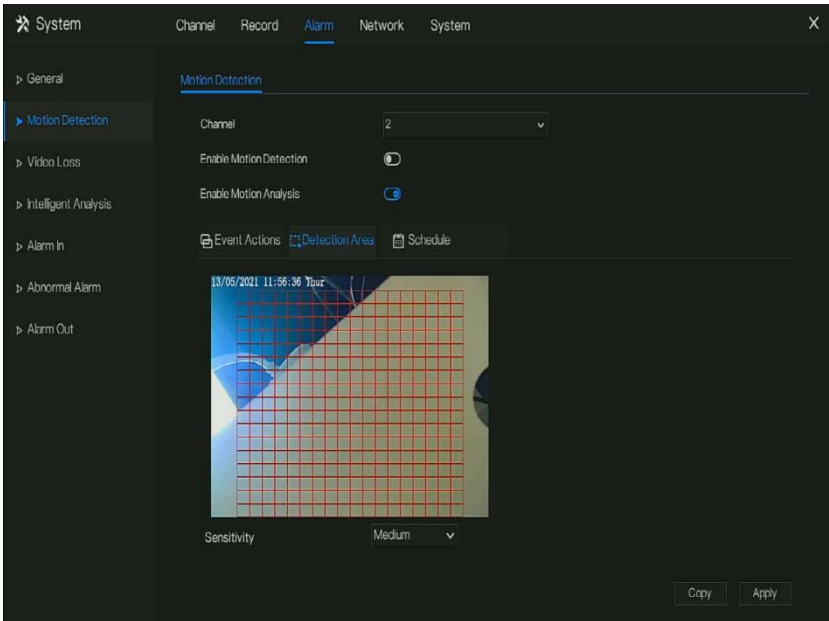 System
Channel Record Alarm Network System X
General
Motion Detection
Video Loss
Intelligent Analysis
Alarm In
Abnormal Alarm
Alarm Out
Motion Detection
Channel 2
Enable Motion Detection
Enable Motion Analysis
Event Actions Detection Area Schedule
13/05/2021 11:56:36 Thur
Sensitivity Medium
Copy Apply